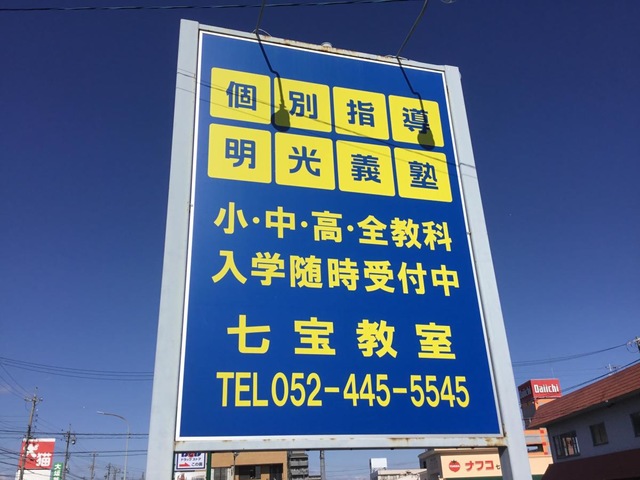 個別指導
明光義塾
小・中・高・全教科
入学随時受付中
七宝教室
TEL052-445-5545
Daiichi
ナフコ
猫